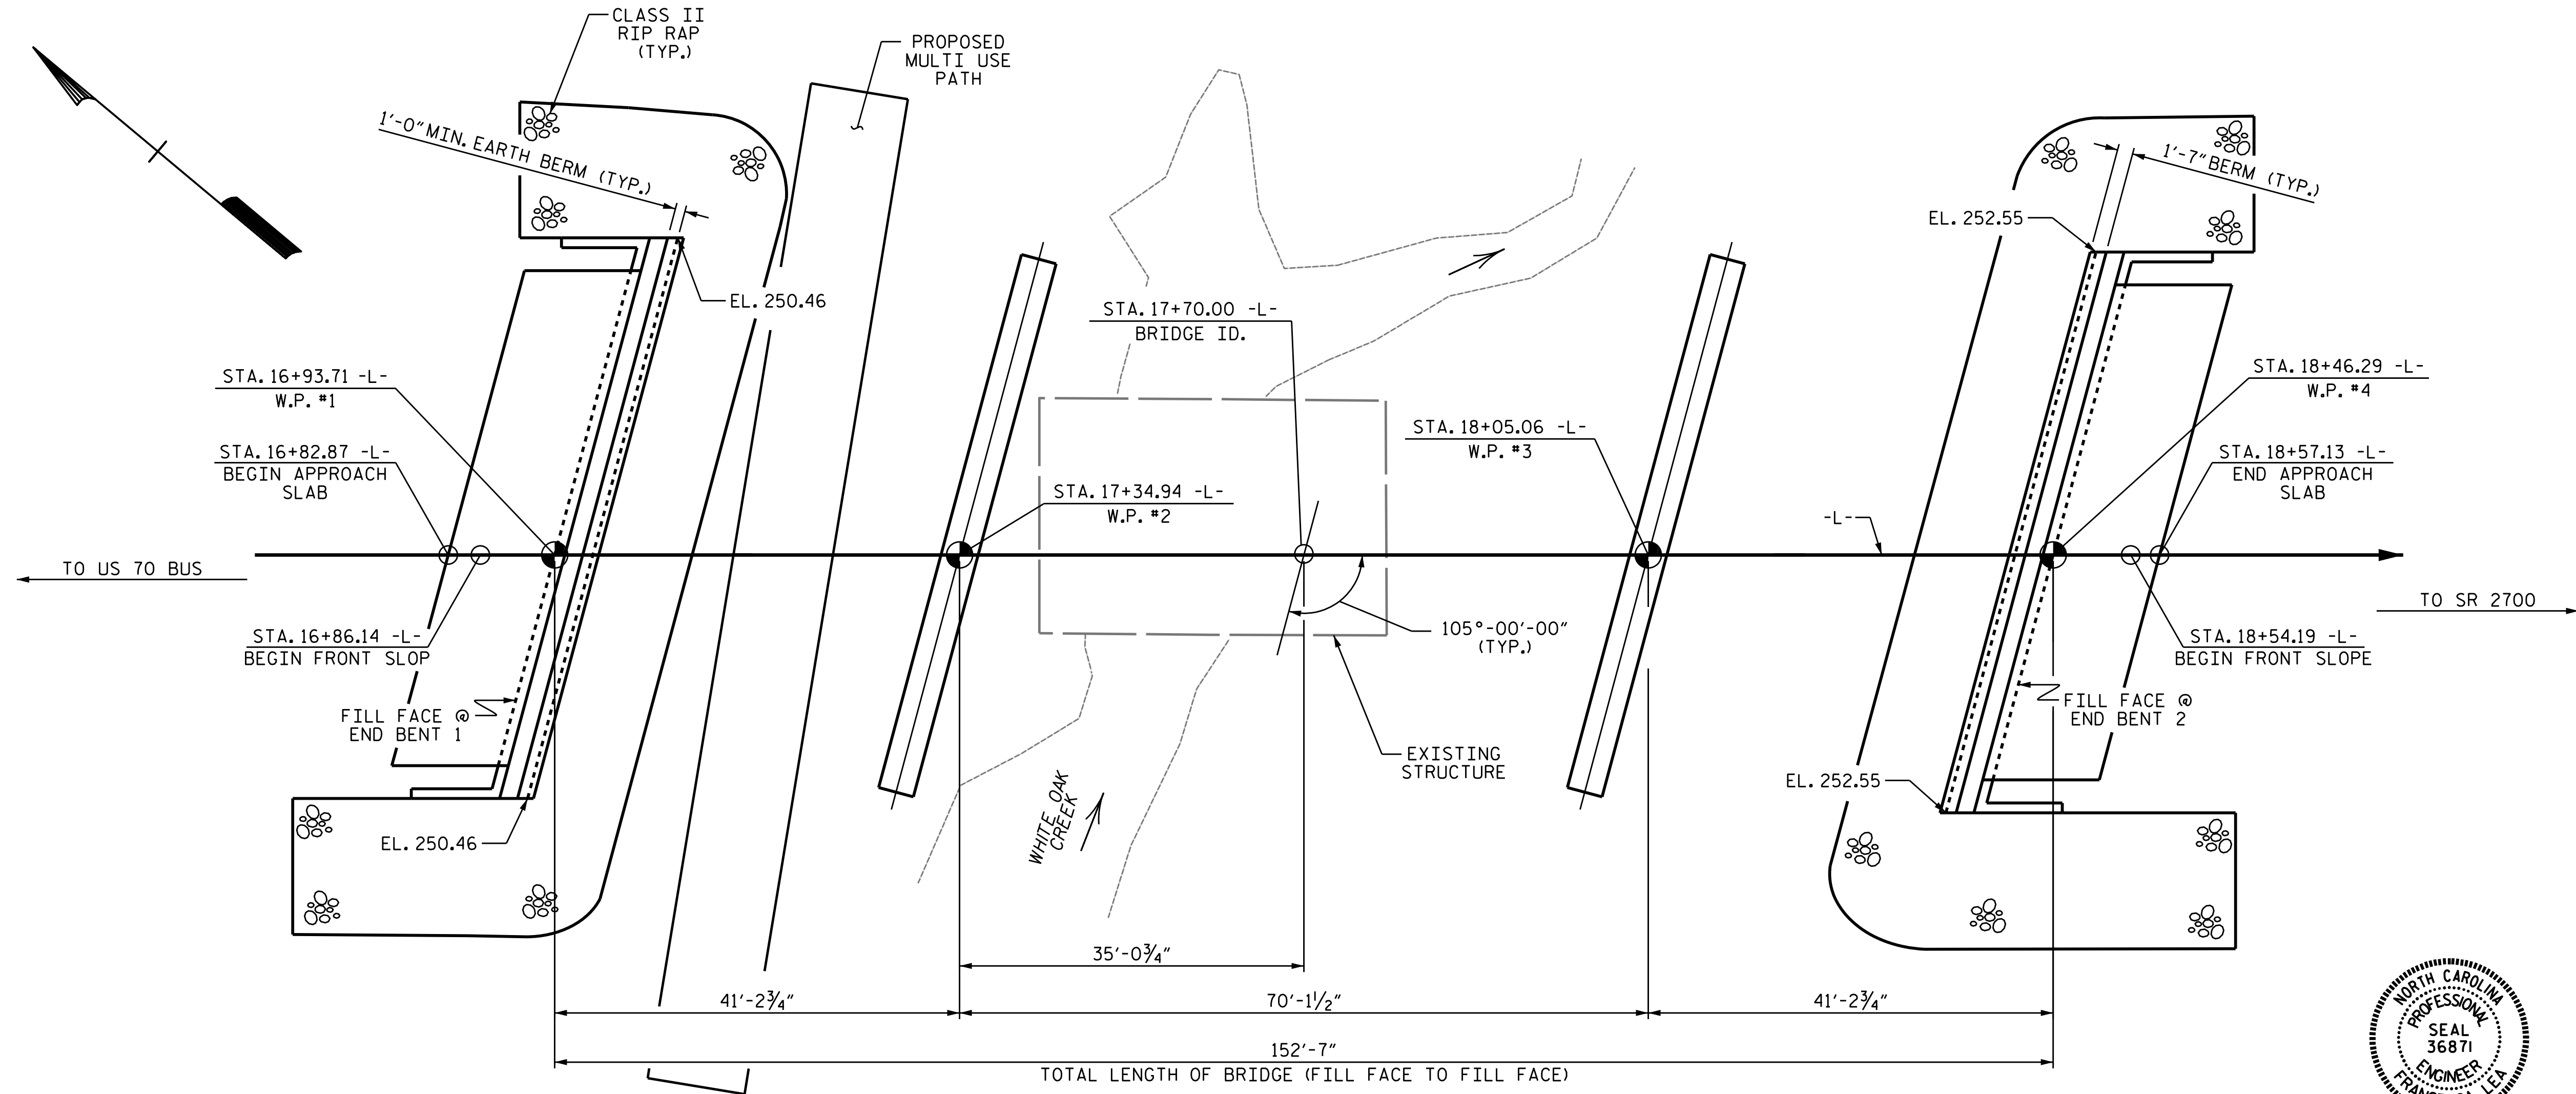 CLASS II
RIP RAP
(TYP.)
PROPOSED
MULTI USE
PATH
1'-0" MIN. EARTH BERM (TYP.)
1'-7" BERM (TYP.)
EL. 252.55
EL. 250.46
STA. 17+70.00 -L-
BRIDGE ID.
STA. 16+93.71 -L-
W.P. #1
STA. 18+46.29 -L-
W.P. #4
STA. 18+05.06 -L-
W.P. #3
STA. 16+82.87 -L-
BEGIN APPROACH
SLAB
STA. 18+57.13 -L-
END APPROACH
SLAB
STA. 17+34.94 -L-
W.P. #2
-L-
TO US 70 BUS
TO SR 2700
STA. 16+86.14 -L-
BEGIN FRONT SLOP
105°-00'-00"
(TYP.)
STA. 18+54.19 -L-
BEGIN FRONT SLOPE
FILL FACE @
END BENT 1
FILL FACE @
END BENT 2
EXISTING
STRUCTURE
WHITE OAK
CREEK
EL. 252.55
EL. 250.46
35'-0¾"
41'-2¾"
70'-1½"
41'-2¾"
152'-7"
TOTAL LENGTH OF BRIDGE (FILL FACE TO FILL FACE)
NORTH CAROLINA
PROFESSIONAL
SEAL
36871
ENGINEER
LEA